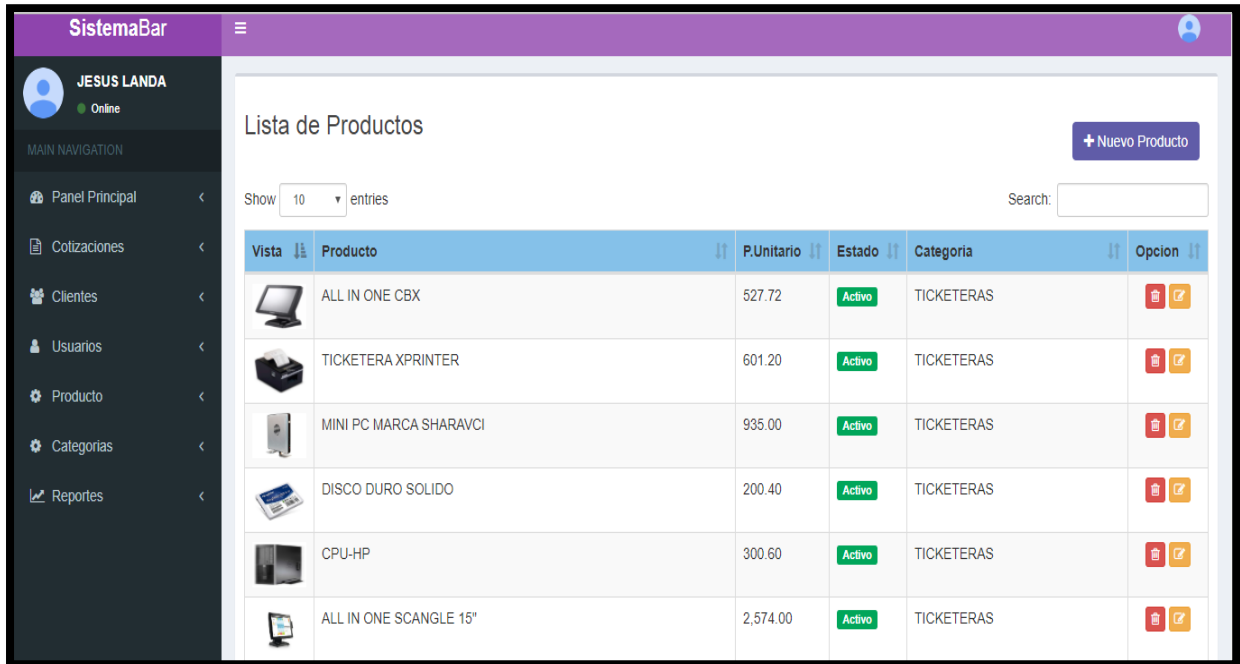 SistemaBar
JESUS LANDA
Online
MAIN NAVIGATION
Panel Principal
Cotizaciones
Clientes
Usuarios
Producto
Categorias
Reportes
Lista de Productos
+ Nuevo Producto
Show 10 entries
Search:
Vista Producto P.Unitario Estado Categoria Opcion
ALL IN ONE CBX 527.72 Activo TICKETERAS
TICKETERA XPRINTER 601.20 Activo TICKETERAS
MINI PC MARCA SHARAVCI 935.00 Activo TICKETERAS
DISCO DURO SOLIDO 200.40 Activo TICKETERAS
CPU-HP 300.60 Activo TICKETERAS
ALL IN ONE SCANGLE 15" 2,574.00 Activo TICKETERAS